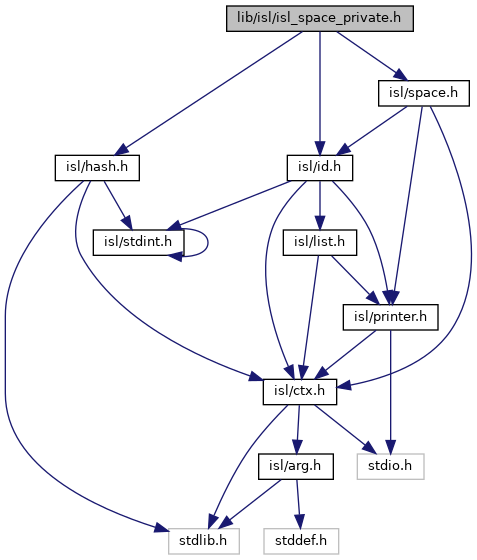 lib/isl/isl_space_private.h
isl/space.h
isl/hash.h
isl/id.h
isl/stdint.h
isl/list.h
isl/printer.h
isl/ctx.h
isl/arg.h
stdio.h
stdlib.h
stddef.h